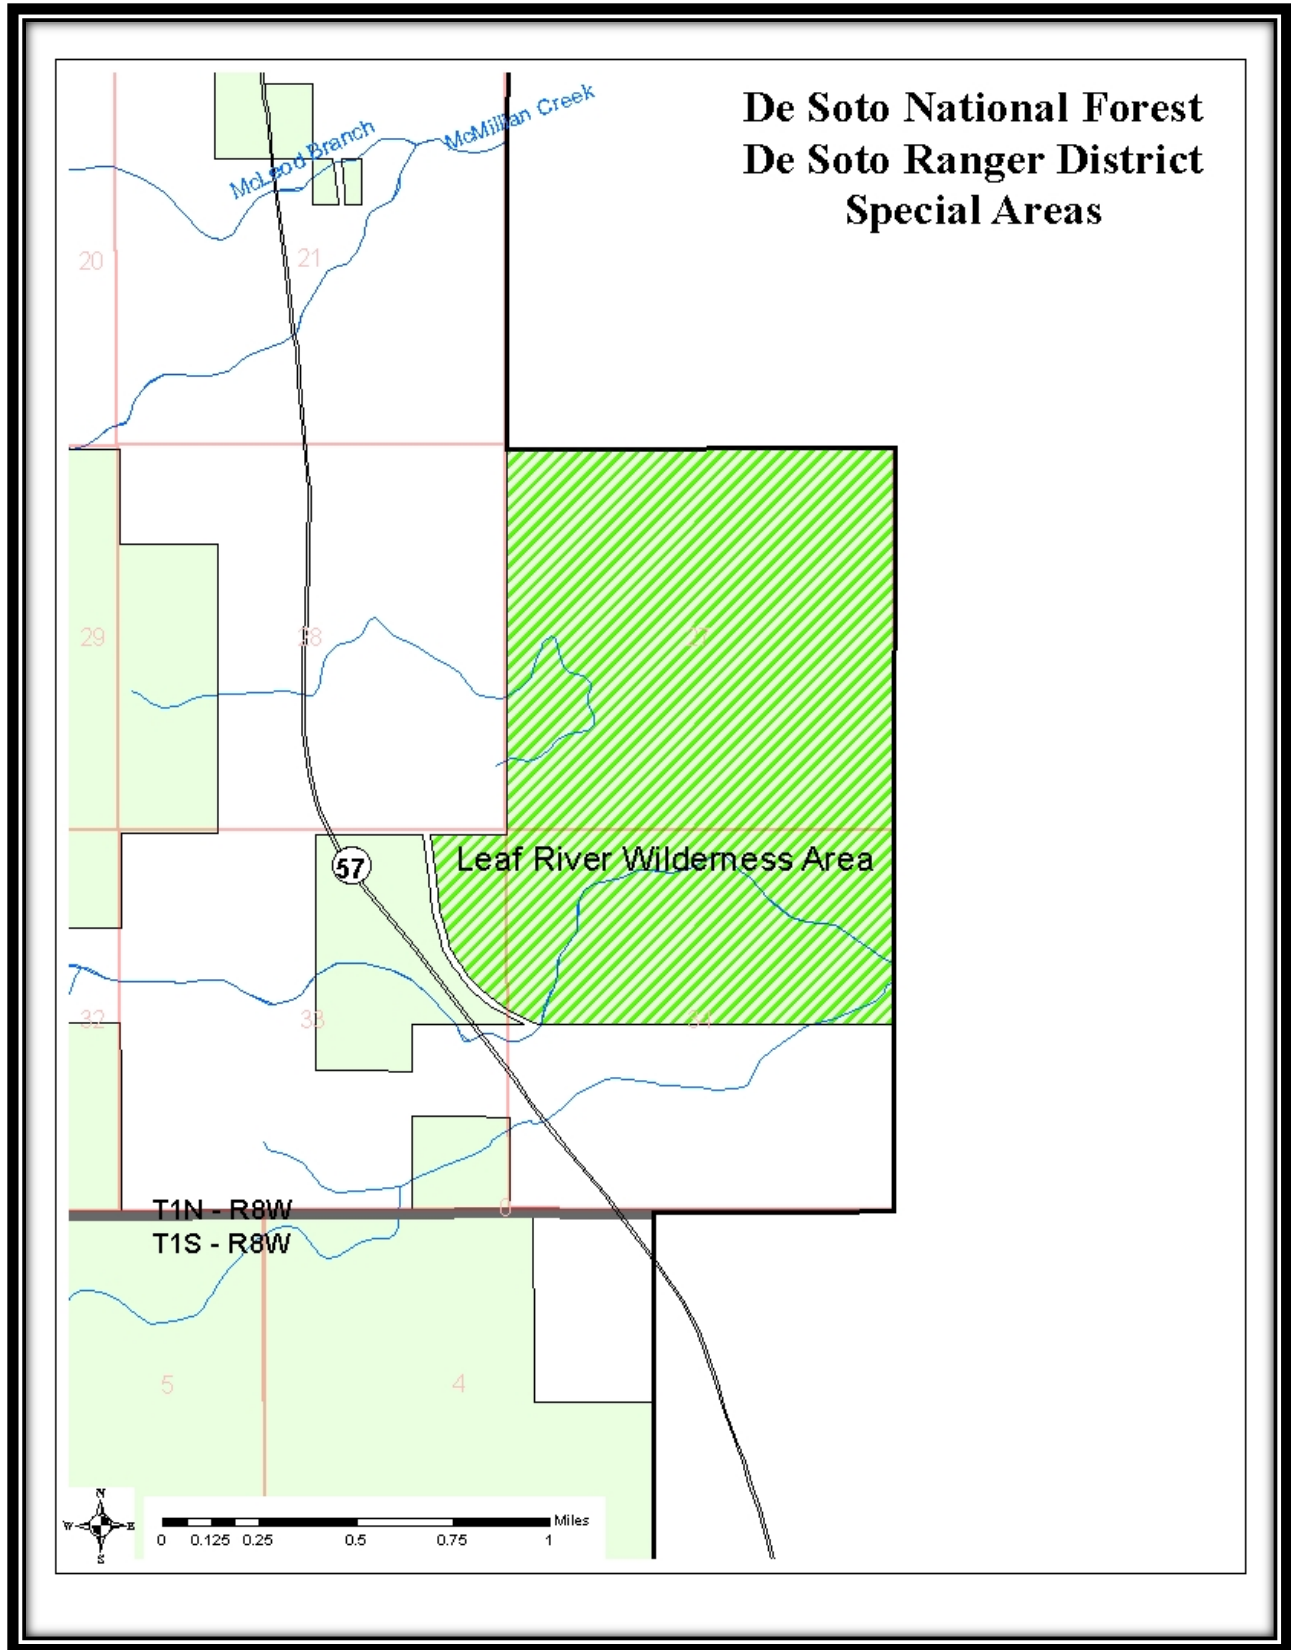 De Soto National Forest
De Soto Ranger District
Special Areas
McLeod Branch
McMillian Creek
20
21
29
28
27
57
Leaf River Wilderness Area
32
33
34
T1N - R8W
0
T1S - R8W
5
4
N
W E
S
Miles
0 0.125 0.25 0.5 0.75 1